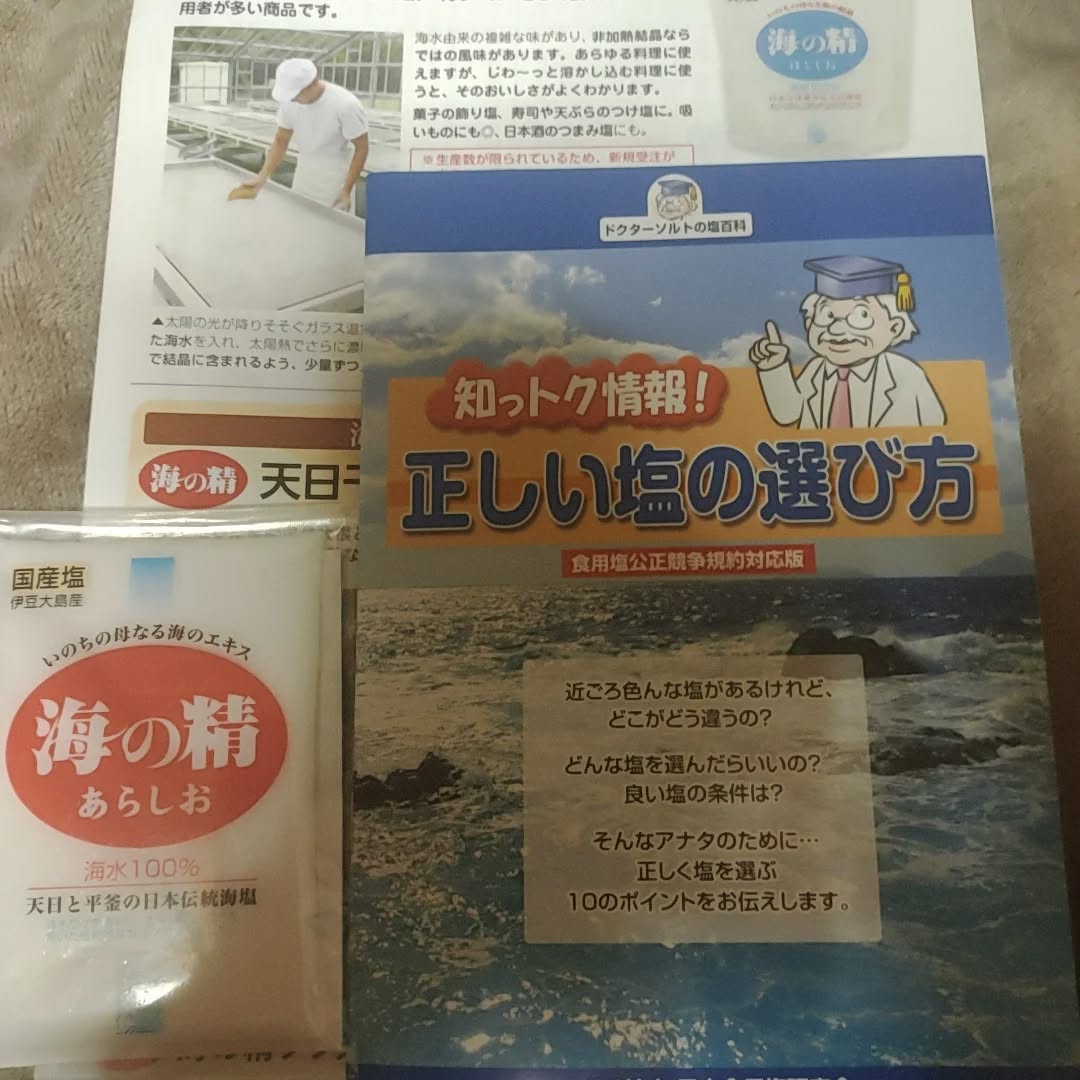 用者が多い商品です。
海水由来の複雑な味があり、非加熱結晶なら
ではの風味があります。あらゆる料理に使
えますが、じわ〜っと溶かし込む料理に使
うと、そのおいしさがよくわかります。
菓子の飾り塩、寿司や天ぷらのつけ塩に。吸
いものにも◎、日本酒のつまみ塩にも。
※生産数が限られているため、新規受注が
海の精
ほししお
▲太陽の光が降りそそぐガラス温
た海水を入れ、太陽熱でさらに濃
で結晶に含まれるよう、少量ずつ
海の精
天日干
ドクターソルトの塩百科
知っトク情報!
正しい塩の選び方
食用塩公正競争規約対応版
近ごろ色んな塩があるけれど、
どこがどう違うの?
どんな塩を選んだらいいの?
良い塩の条件は?
そんなアナタのために…
正しく塩を選ぶ
10のポイントをお伝えします。
国産塩
伊豆大島産
いのちの母なる海のエキス
海の精
あらしお
海水100%
天日と平釜の日本伝統海塩